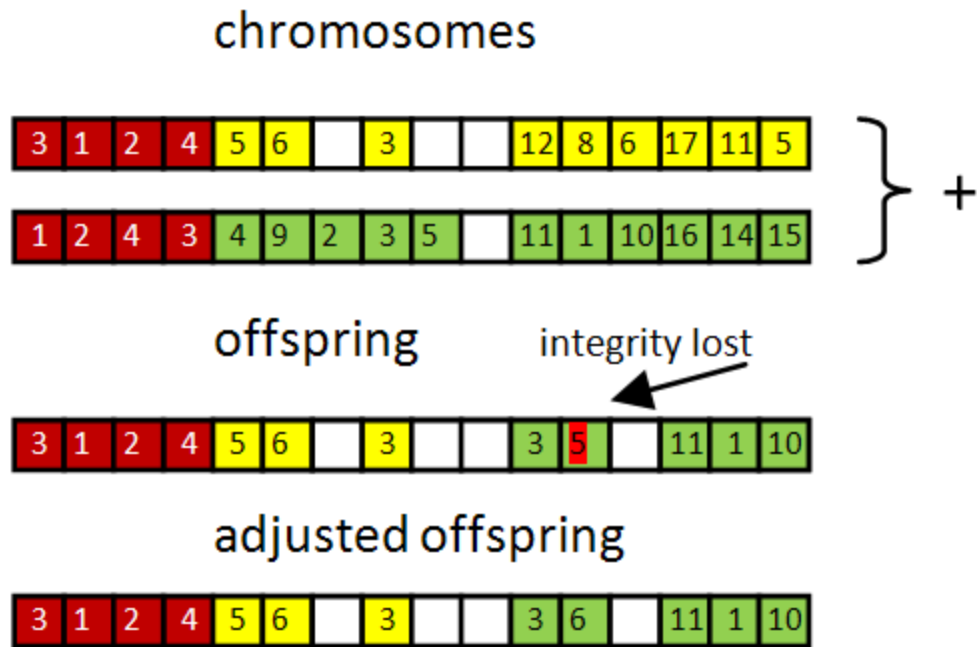 chromosomes
3 1 2 4 5 6 3 12 8 6 17 11 5
+
1 2 4 3 4 9 2 3 5 11 1 10 16 14 15
offspring
integrity lost
3 1 2 4 5 6 3 3 5 11 1 10
adjusted offspring
3 1 2 4 5 6 3 3 6 11 1 10